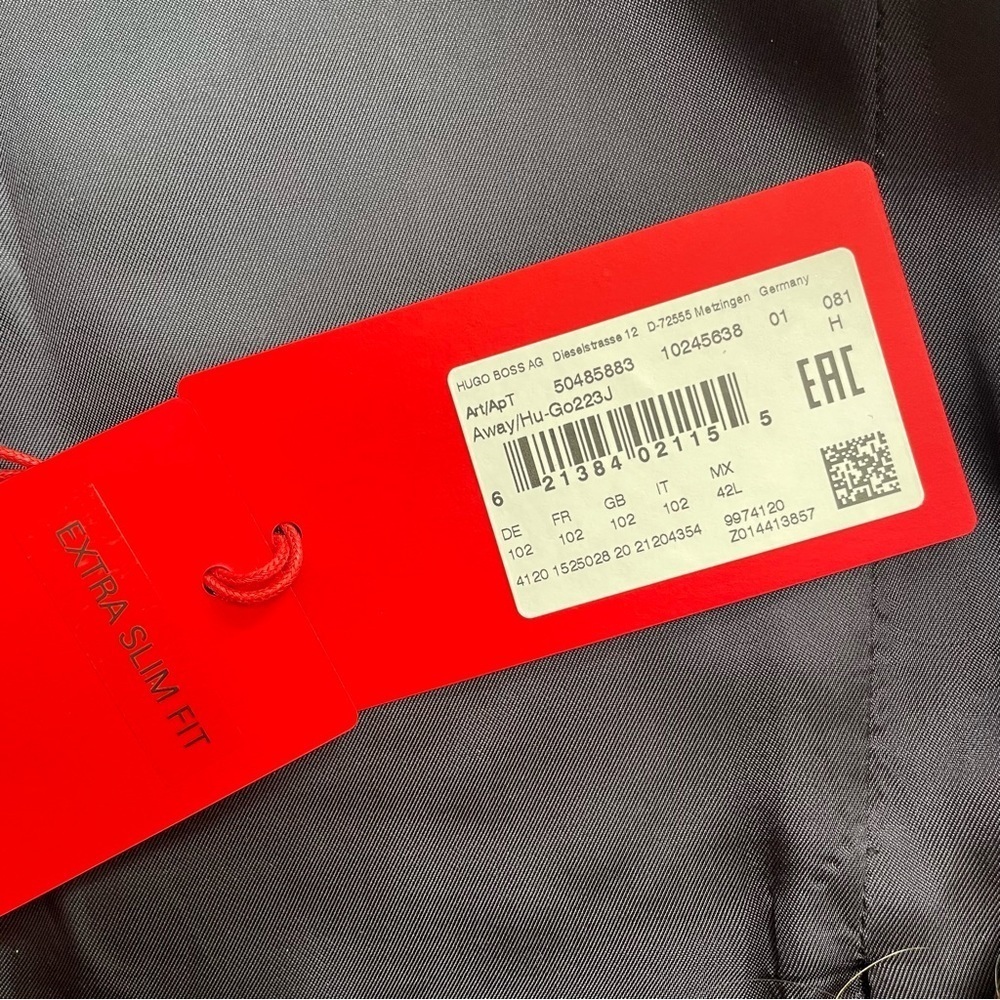 HUGO BOSS AG Dieselstrasse 12 D-72555 Metzingen Germany
Art/ApT 50485883 10245638 01 081
Away/Hu-Go223J H
EAC
6 21384 02115 5
DE FR GB IT MX
102 102 102 102 42L
4120 1525028 20 21204354 9974120
Z014413857
EXTRA SLIM FIT